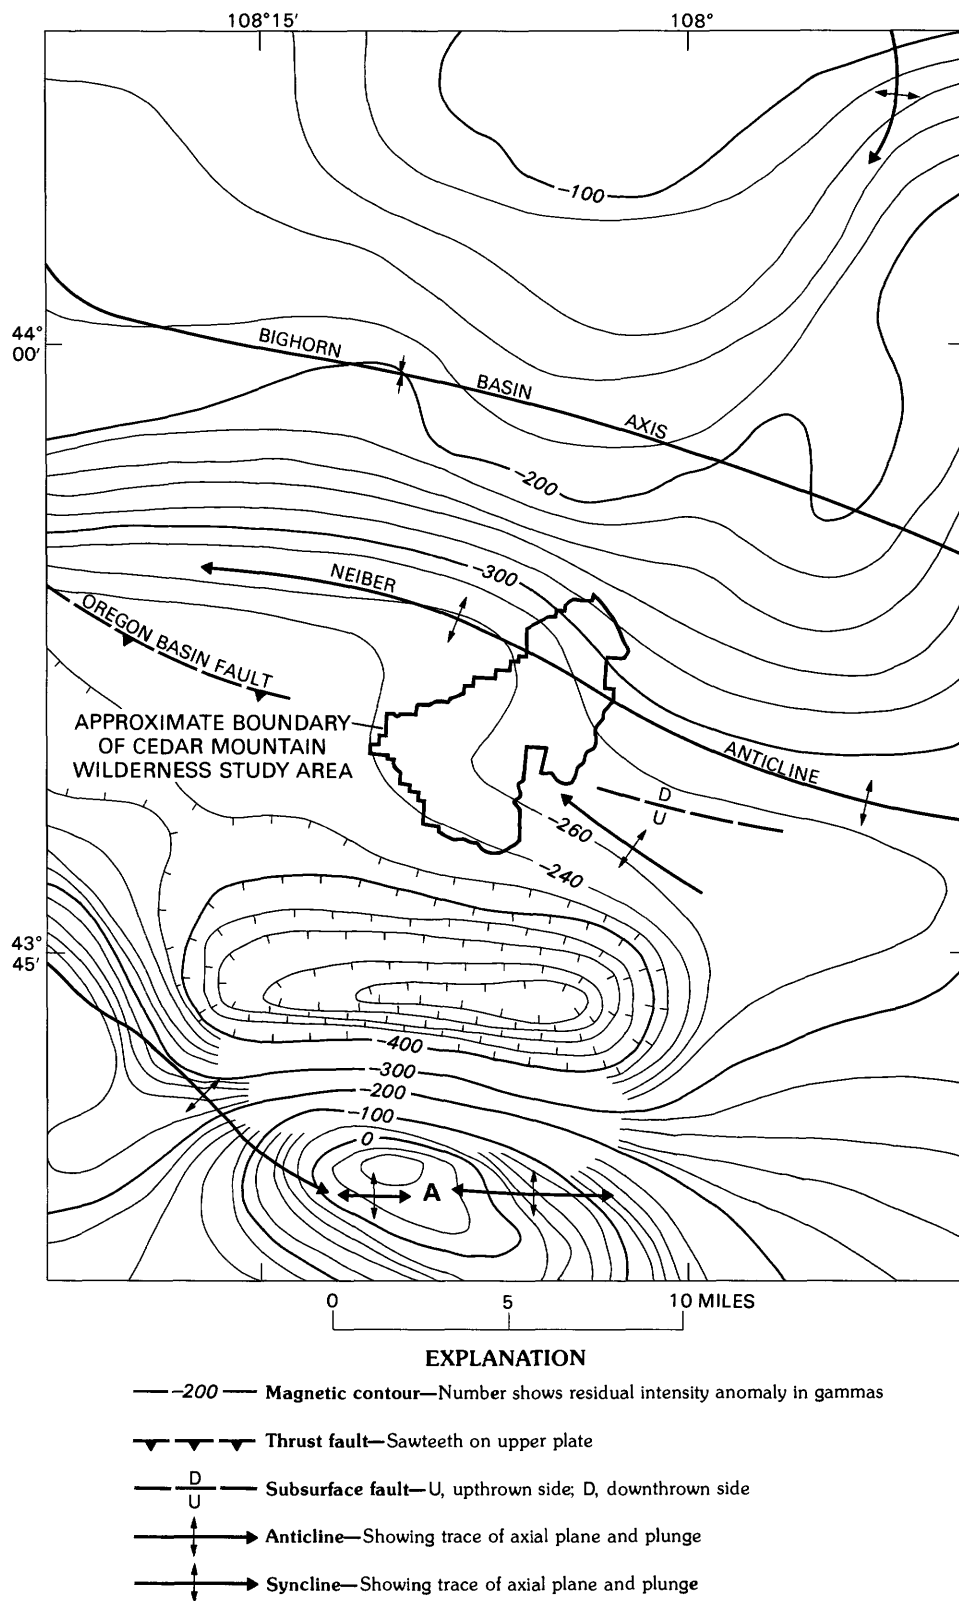 108°15′
108°
-100
44°
00′
BIGHORN
BASIN
AXIS
-200
-300
NEIBER
OREGON BASIN FAULT
APPROXIMATE BOUNDARY
OF CEDAR MOUNTAIN
WILDERNESS STUDY AREA
ANTICLINE
D
U
-260
-240
43°
45′
-400
-300
-200
-100
0
A
0 5 10 MILES
EXPLANATION
-200 Magnetic contour—Number shows residual intensity anomaly in gammas
Thrust fault—Sawteeth on upper plate
D
U
Subsurface fault—U, upthrown side; D, downthrown side
Anticline—Showing trace of axial plane and plunge
Syncline—Showing trace of axial plane and plunge